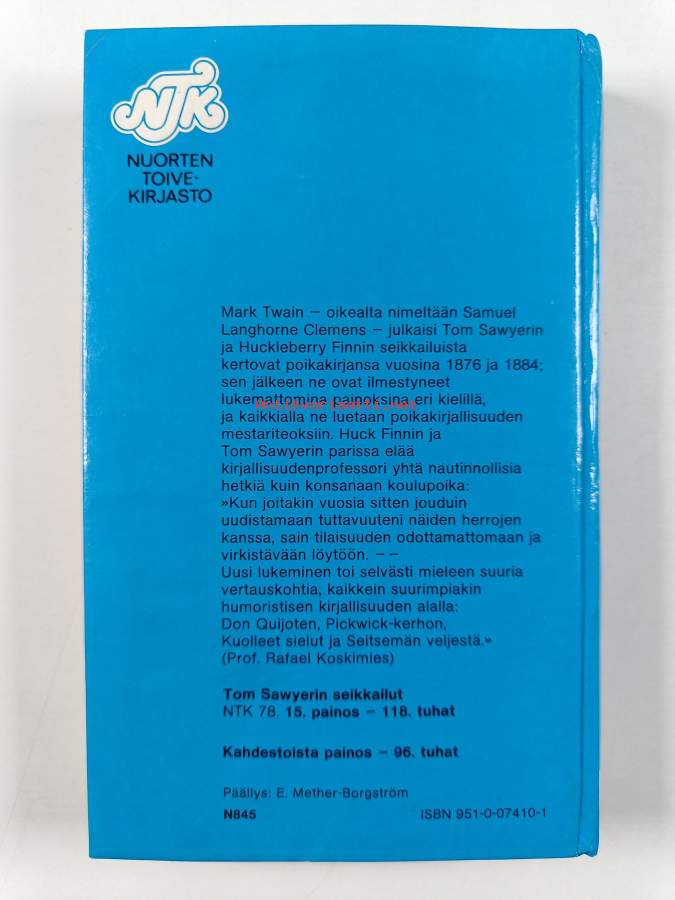 NTK
NUORTEN
TOIVE-
KIRJASTO
Mark Twain – oikealta nimeltään Samuel
Langhorne Clemens – julkaisi Tom Sawyerin
ja Huckleberry Finnin seikkailuista
kertovat poikakirjansa vuosina 1876 ja 1884;
sen jälkeen ne ovat ilmestyneet
lukemattomina painoksina eri kielillä,
Antikvariaatti.net
ja kaikkialla ne luetaan poikakirjallisuuden
mestariteoksiin. Huck Finnin ja
Tom Sawyerin parissa elää
kirjallisuudenprofessori yhtä nautinnollisia
hetkiä kuin konsanaan koulupoika:
»Kun joitakin vuosia sitten jouduin
uudistamaan tuttavuuteni näiden herrojen
kanssa, sain tilaisuuden odottamattomaan ja
virkistävään löytöön. – –
Uusi lukeminen toi selvästi mieleen suuria
vertauskohtia, kaikkein suurimpiakin
humoristisen kirjallisuuden alalla:
Don Quijoten, Pickwick-kerhon,
Kuolleet sielut ja Seitsemän veljestä.»
(Prof. Rafael Koskimies)
Tom Sawyerin seikkailut
NTK 78. 15. painos – 118. tuhat
Kahdestoista painos – 96. tuhat
Päällys: E. Mether-Borgström
N845 ISBN 951-0-07410-1